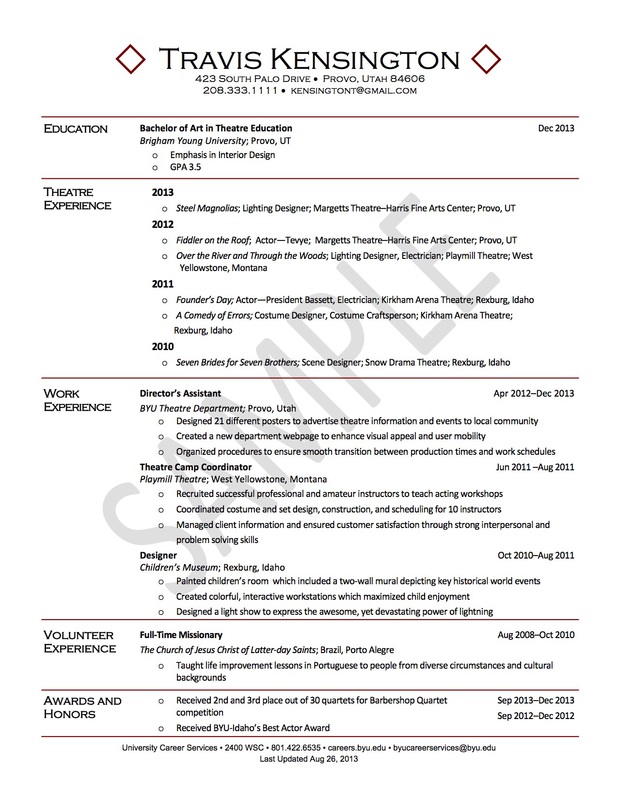 Travis Kensington
423 South Palo Drive • Provo, Utah 84606
208.333.1111 • kensingtont@gmail.com
Education
Bachelor of Art in Theatre Education Dec 2013
Brigham Young University; Provo, UT
o Emphasis in Interior Design
o GPA 3.5
Theatre
Experience
2013
o Steel Magnolias; Lighting Designer; Margetts Theatre–Harris Fine Arts Center; Provo, UT
2012
o Fiddler on the Roof; Actor—Tevye; Margetts Theatre–Harris Fine Arts Center; Provo, UT
o Over the River and Through the Woods; Lighting Designer, Electrician; Playmill Theatre; West
Yellowstone, Montana
2011
o Founder's Day; Actor—President Bassett, Electrician; Kirkham Arena Theatre; Rexburg, Idaho
o A Comedy of Errors; Costume Designer, Costume Craftsperson; Kirkham Arena Theatre;
Rexburg, Idaho
2010
o Seven Brides for Seven Brothers; Scene Designer; Snow Drama Theatre; Rexburg, Idaho
Work
Experience
Director's Assistant Apr 2012–Dec 2013
BYU Theatre Department; Provo, Utah
o Designed 21 different posters to advertise theatre information and events to local community
o Created a new department webpage to enhance visual appeal and user mobility
o Organized procedures to ensure smooth transition between production times and work schedules
Theatre Camp Coordinator Jun 2011 –Aug 2011
Playmill Theatre; West Yellowstone, Montana
o Recruited successful professional and amateur instructors to teach acting workshops
o Coordinated costume and set design, construction, and scheduling for 10 instructors
o Managed client information and ensured customer satisfaction through strong interpersonal and
problem solving skills
Designer Oct 2010–Aug 2011
Children's Museum; Rexburg, Idaho
o Painted children's room which included a two-wall mural depicting key historical world events
o Created colorful, interactive workstations which maximized child enjoyment
o Designed a light show to express the awesome, yet devastating power of lightning
Volunteer
Experience
Full-Time Missionary Aug 2008–Oct 2010
The Church of Jesus Christ of Latter-day Saints; Brazil, Porto Alegre
o Taught life improvement lessons in Portuguese to people from diverse circumstances and cultural
backgrounds
Awards and
Honors
o Received 2nd and 3rd place out of 30 quartets for Barbershop Quartet Sep 2013–Dec 2013
competition Sep 2012–Dec 2012
o Received BYU-Idaho's Best Actor Award
University Career Services • 2400 WSC • 801.422.6535 • careers.byu.edu • byucareerservices@byu.edu
Last Updated Aug 26, 2013
SAMPLE